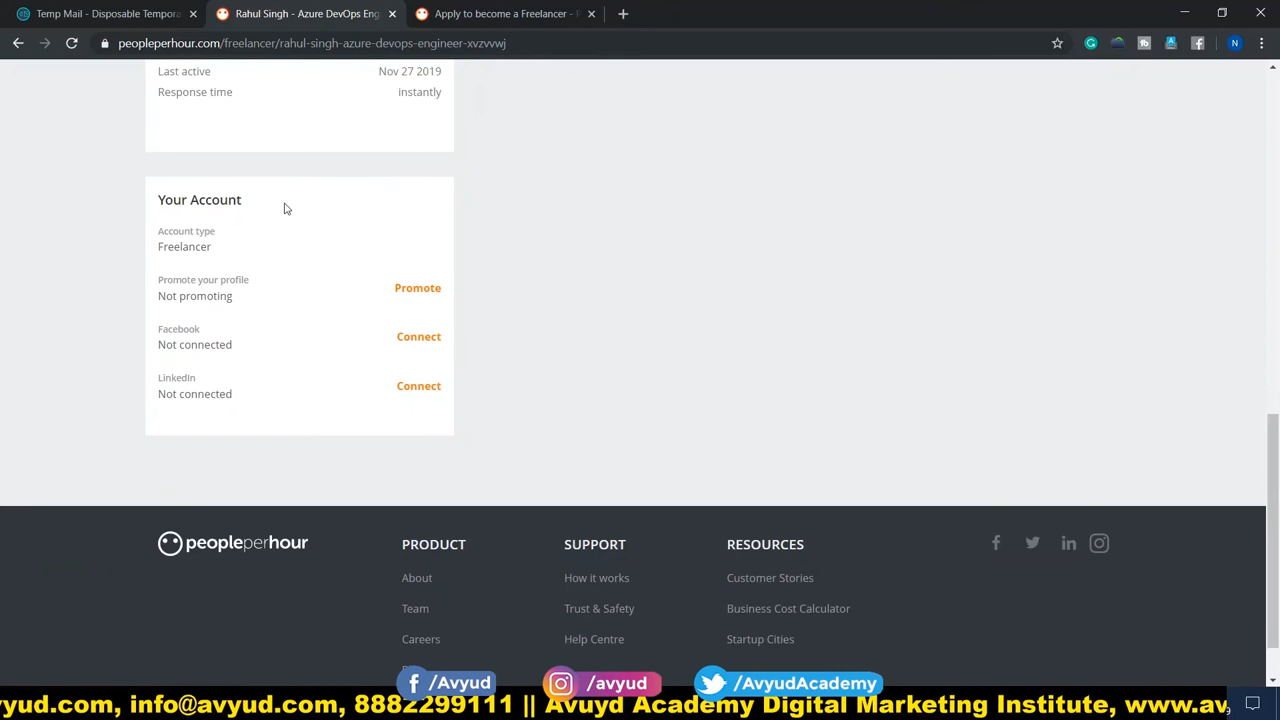 Temp Mail - Disposable Tempora
Rahul Singh - Azure DevOps Eng
Apply to become a Freelancer - P
peopleperhour.com/freelancer/rahul-singh-azure-devops-engineer-xvzvvwj
N
Last active Nov 27 2019
Response time instantly
Your Account
Account type
Freelancer
Promote your profile
Not promoting
Promote
Facebook
Not connected
Connect
LinkedIn
Not connected
Connect
peopleperhour
PRODUCT
About
Team
Careers
SUPPORT
How it works
Trust & Safety
Help Centre
RESOURCES
Customer Stories
Business Cost Calculator
Startup Cities
/Avyud
/avyud
/AvyudAcademy
yud.com, info@avyud.com, 8882299111 || Avuyd Academy Digital Marketing Institute, www.av